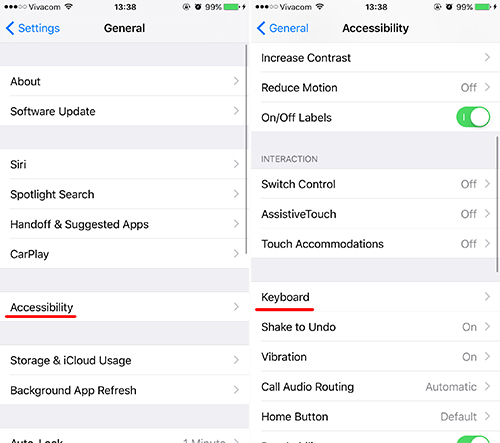 Vivacom 13:38 99%
Settings General
About
Software Update
Siri
Spotlight Search
Handoff & Suggested Apps
CarPlay
Accessibility
Storage & iCloud Usage
Background App Refresh
Auto-Lock 1 Minute
Vivacom 13:38 99%
General Accessibility
Increase Contrast
Reduce Motion Off
On/Off Labels
INTERACTION
Switch Control Off
AssistiveTouch Off
Touch Accommodations Off
Keyboard
Shake to Undo On
Vibration On
Call Audio Routing Automatic
Home Button Default